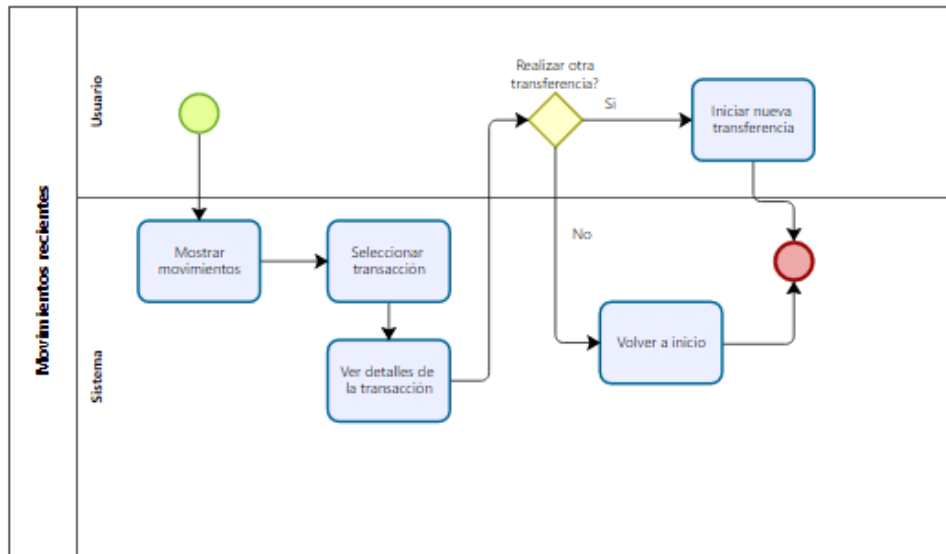 Movimientos recientes
Usuario
Sistema
Realizar otra
transferencia?
Si
Iniciar nueva
transferencia
Mostrar
movimientos
Seleccionar
transacción
No
Ver detalles de
la transacción
Volver a inicio